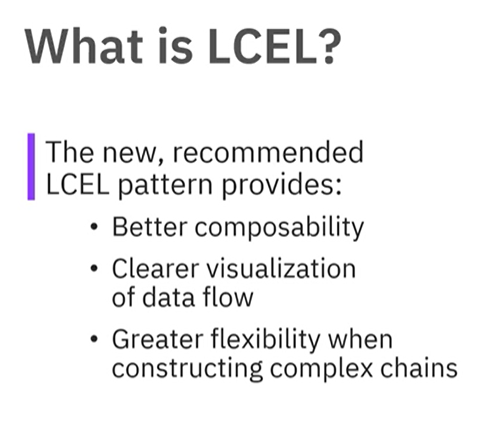 What is LCEL?
The new, recommended
LCEL pattern provides:
• Better composability
• Clearer visualization
of data flow
• Greater flexibility when
constructing complex chains